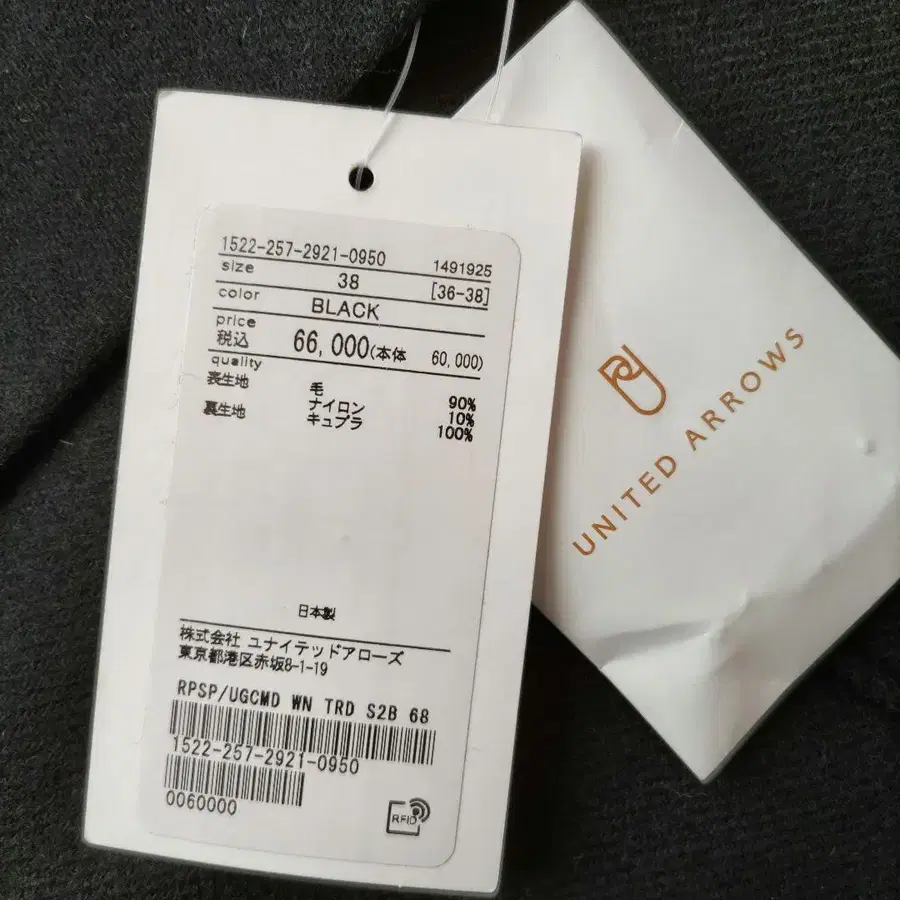 1522-257-2921-0950 1491925
size 38 [36-38]
color BLACK
price
税込 66,000(本体 60,000)
quality
表生地 毛 90%
ナイロン 10%
裏生地 キュプラ 100%
日本製
株式会社 ユナイテッドアローズ
東京都港区赤坂8-1-19
RPSP/UGCMD WN TRD S2B 68
1522-257-2921-0950
0060000
RFID
UNITED ARROWS